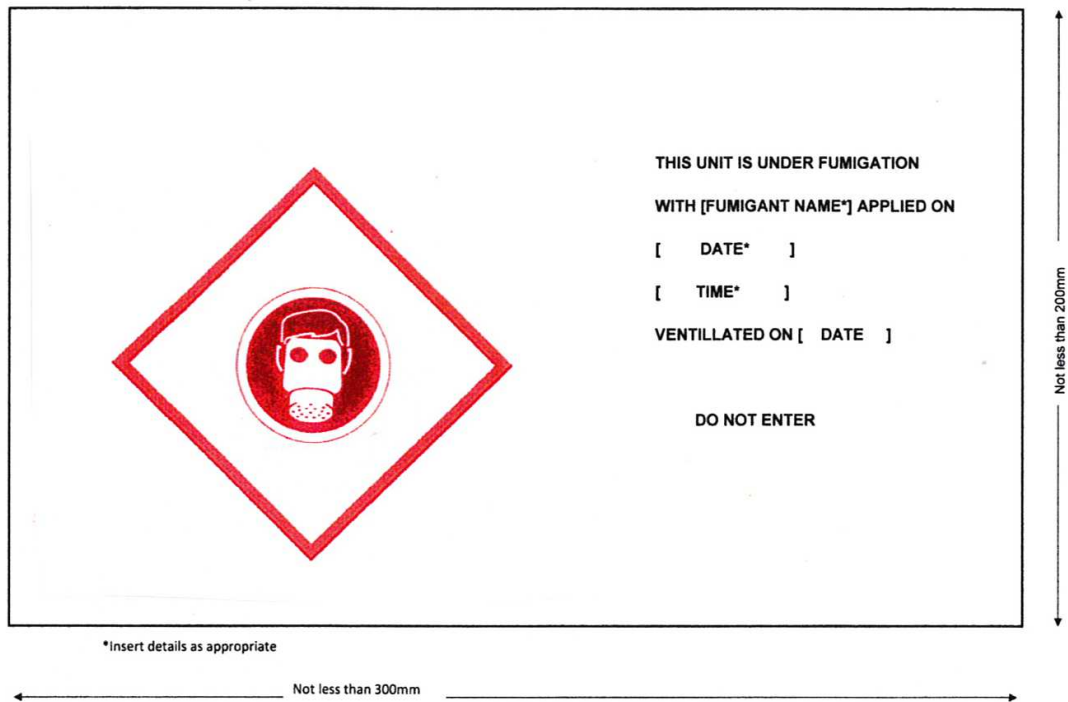 THIS UNIT IS UNDER FUMIGATION
WITH [FUMIGANT NAME*] APPLIED ON
[ DATE* ]
[ TIME* ]
VENTILLATED ON [ DATE ]
DO NOT ENTER
Not less than 200mm
*Insert details as appropriate
Not less than 300mm